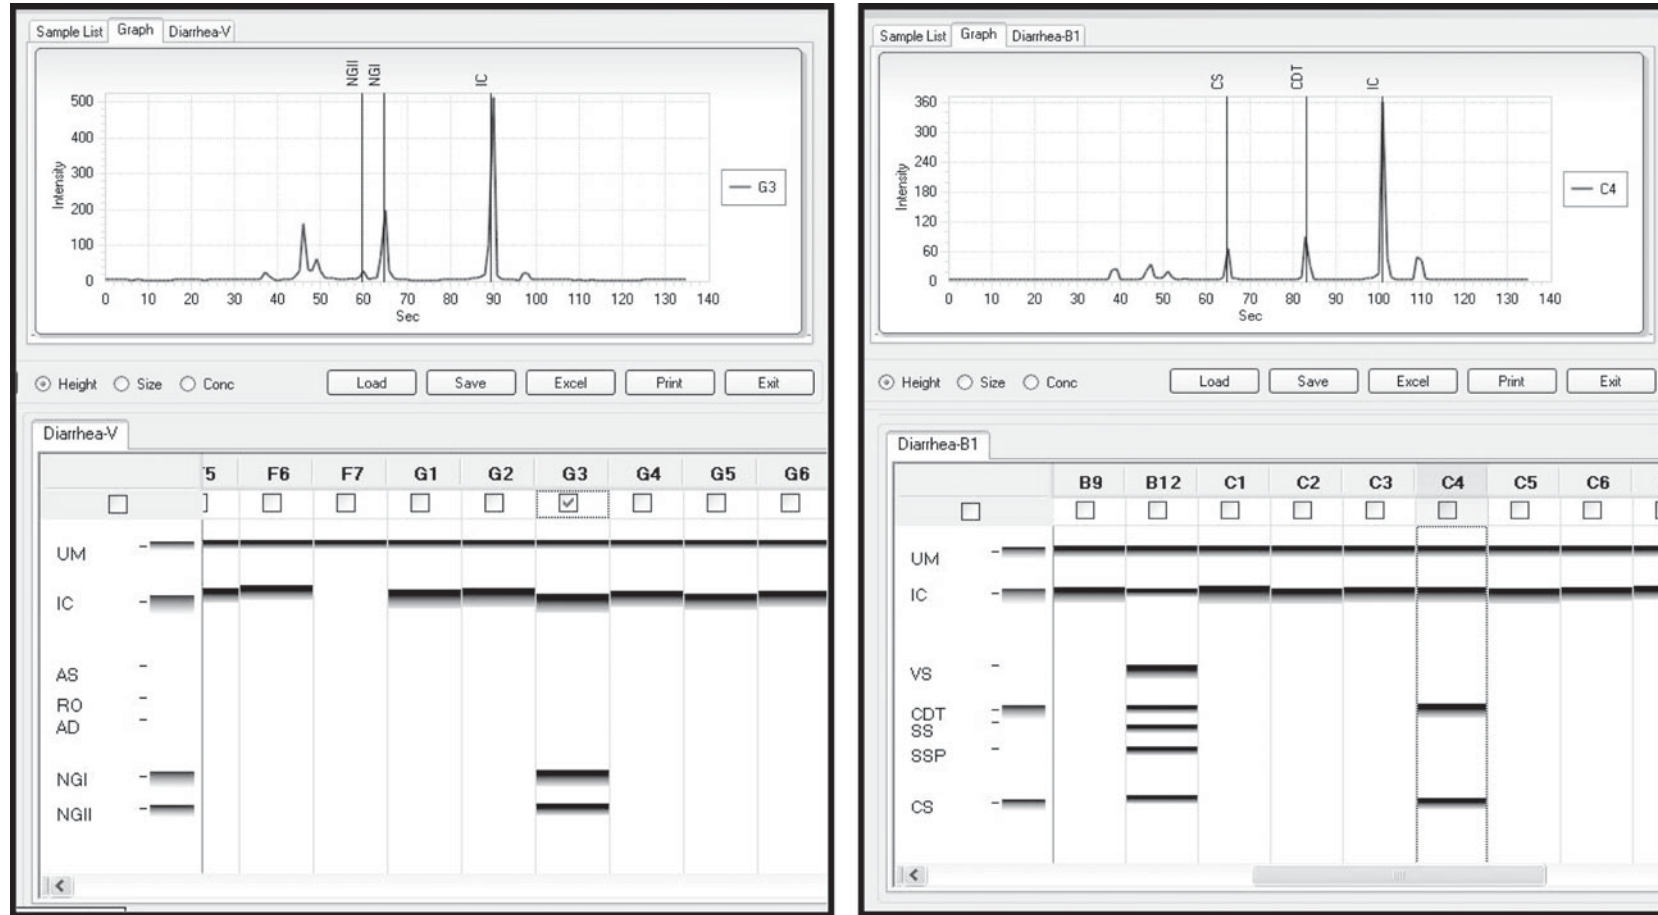 Sample List Graph Diarrhea-V
NGII NGI IC
500
400
300
200
100
0
Intensity
0 10 20 30 40 50 60 70 80 90 100 110 120 130 140
Sec
G3
Height Size Conc Load Save Excel Print Exit
Diarrhea-V
F6 F7 G1 G2 G3 G4 G5 G6
UM
IC
AS
RO
AD
NGI
NGII
Sample List Graph Diarrhea-B1
CS CDT IC
360
300
240
180
120
60
0
Intensity
0 10 20 30 40 50 60 70 80 90 100 110 120 130 140
Sec
C4
Height Size Conc Load Save Excel Print Exit
Diarrhea-B1
B9 B12 C1 C2 C3 C4 C5 C6
UM
IC
VS
CDT
SS
SSP
CS